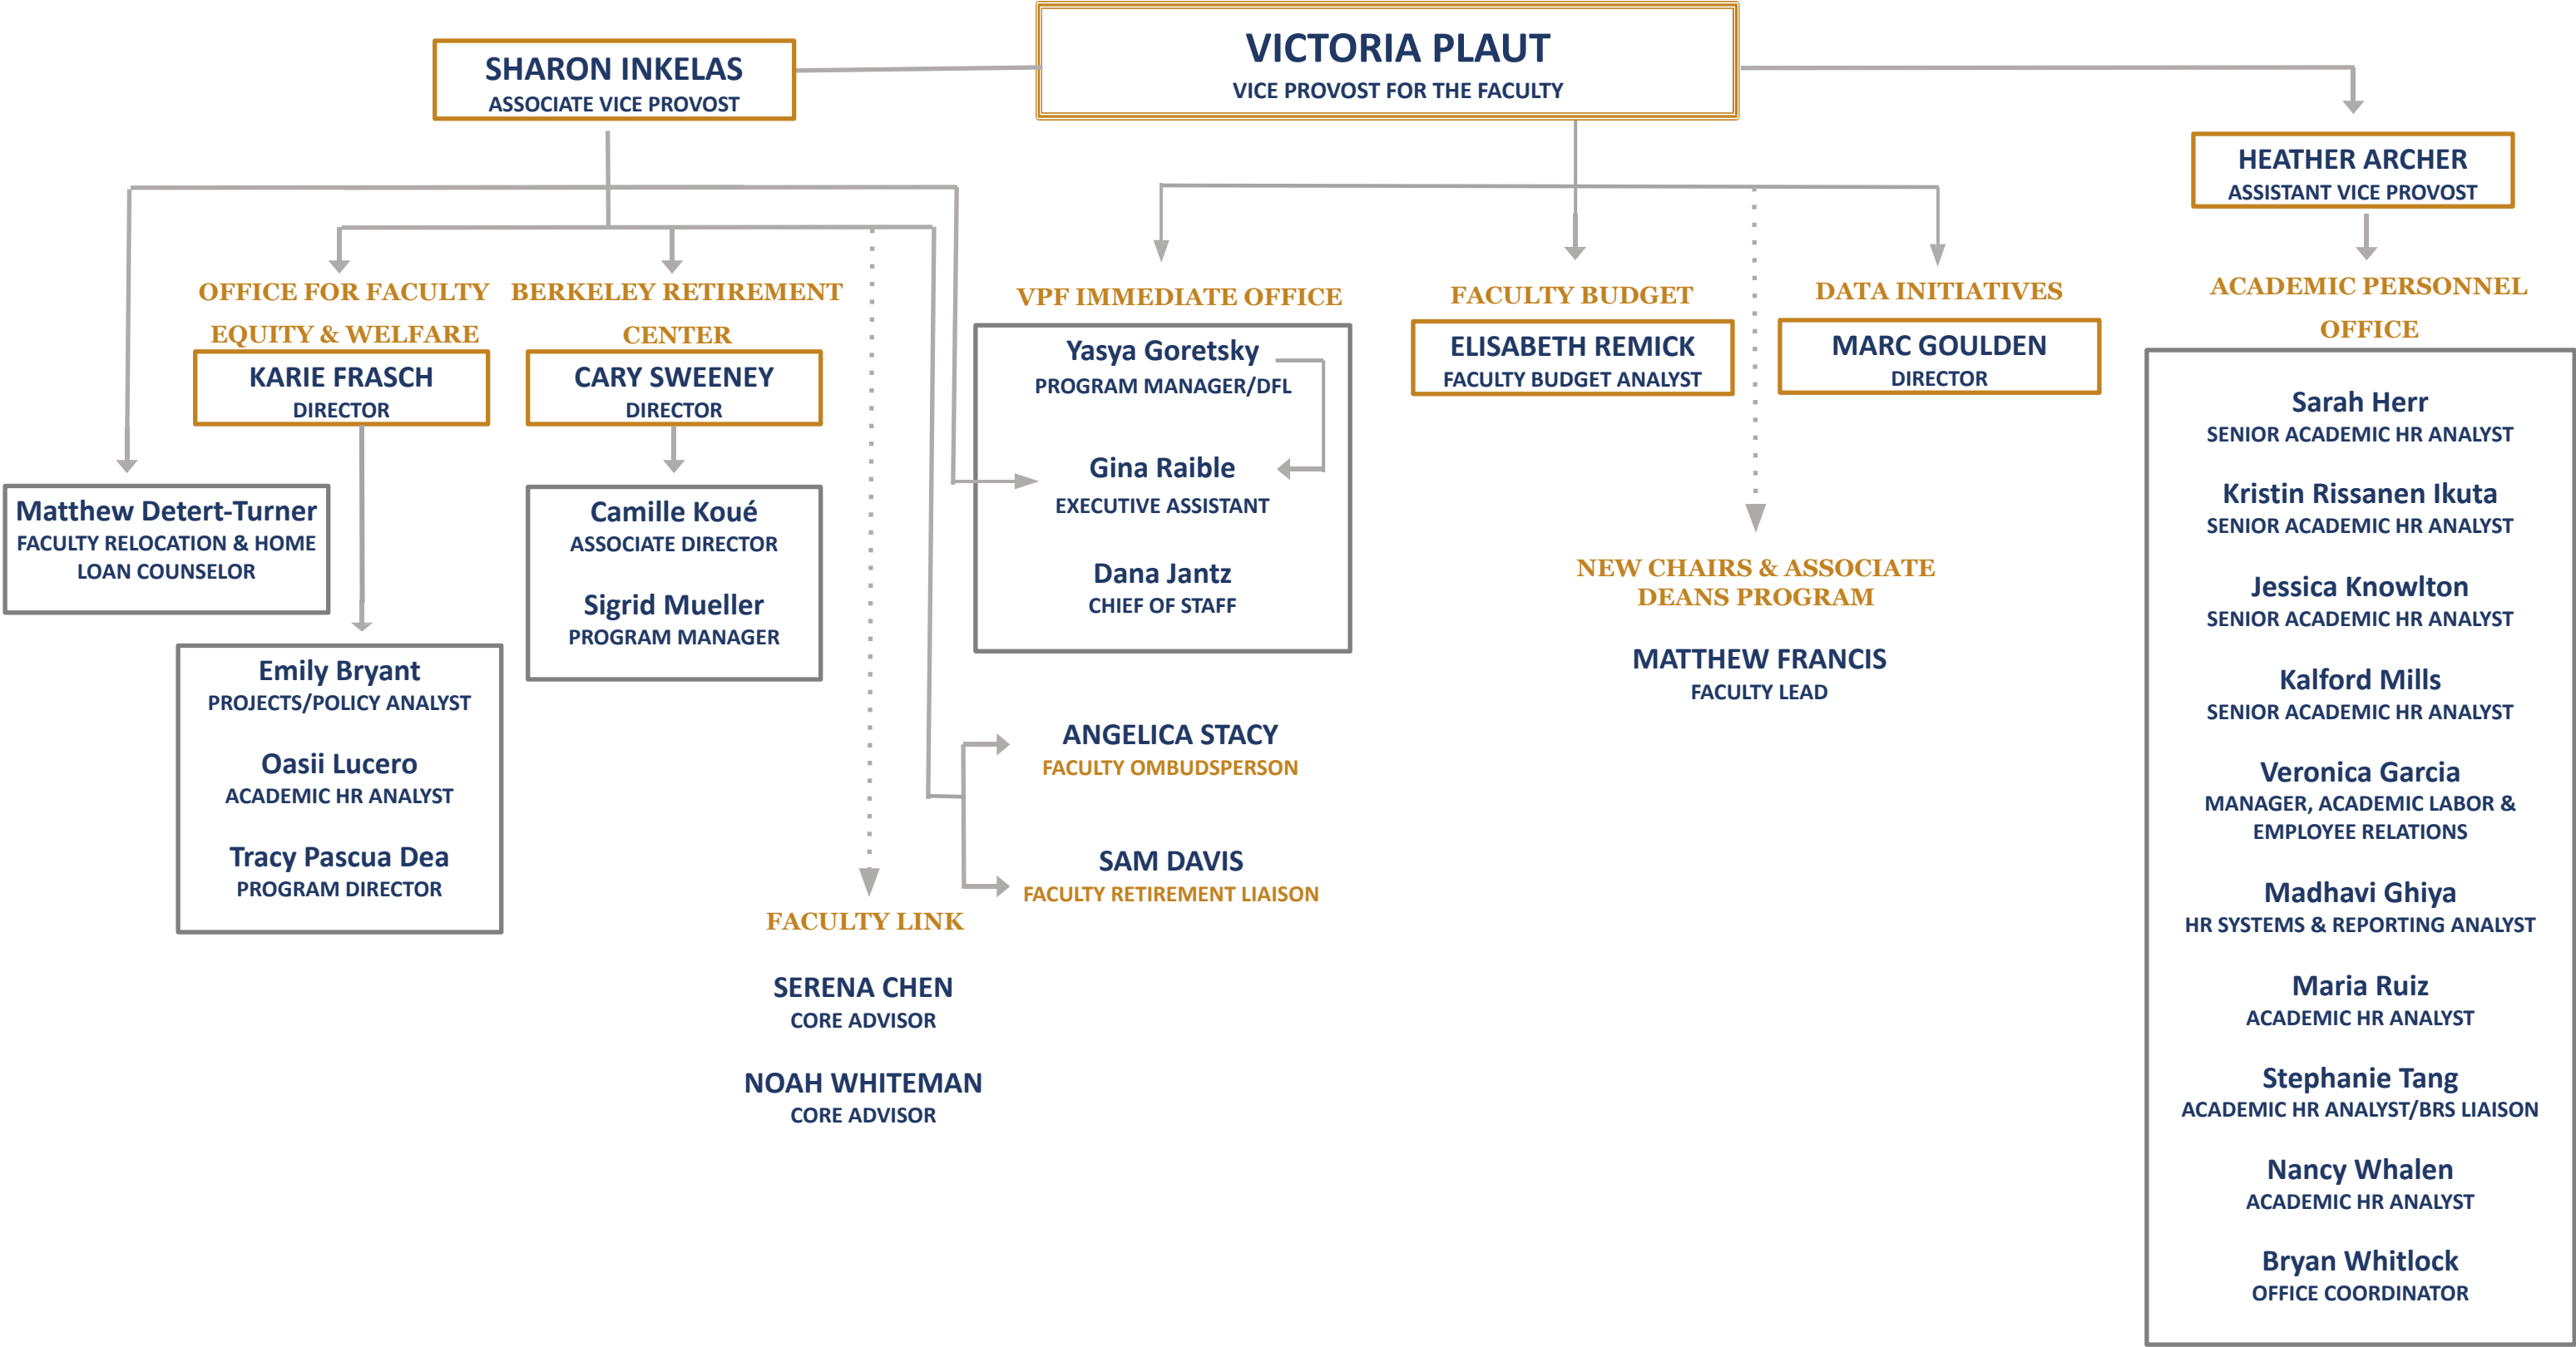 VICTORIA PLAUT
VICE PROVOST FOR THE FACULTY
SHARON INKELAS
ASSOCIATE VICE PROVOST
HEATHER ARCHER
ASSISTANT VICE PROVOST
OFFICE FOR FACULTY
EQUITY & WELFARE
KARIE FRASCH
DIRECTOR
BERKELEY RETIREMENT
CENTER
CARY SWEENEY
DIRECTOR
Matthew Detert-Turner
FACULTY RELOCATION & HOME
LOAN COUNSELOR
Emily Bryant
PROJECTS/POLICY ANALYST
Oasii Lucero
ACADEMIC HR ANALYST
Tracy Pascua Dea
PROGRAM DIRECTOR
Camille Koué
ASSOCIATE DIRECTOR
Sigrid Mueller
PROGRAM MANAGER
FACULTY LINK
SERENA CHEN
CORE ADVISOR
NOAH WHITEMAN
CORE ADVISOR
VPF IMMEDIATE OFFICE
Yasya Goretsky
PROGRAM MANAGER/DFL
Gina Raible
EXECUTIVE ASSISTANT
Dana Jantz
CHIEF OF STAFF
ANGELICA STACY
FACULTY OMBUDSPERSON
SAM DAVIS
FACULTY RETIREMENT LIAISON
FACULTY BUDGET
ELISABETH REMICK
FACULTY BUDGET ANALYST
DATA INITIATIVES
MARC GOULDEN
DIRECTOR
NEW CHAIRS & ASSOCIATE
DEANS PROGRAM
MATTHEW FRANCIS
FACULTY LEAD
ACADEMIC PERSONNEL
OFFICE
Sarah Herr
SENIOR ACADEMIC HR ANALYST
Kristin Rissanen Ikuta
SENIOR ACADEMIC HR ANALYST
Jessica Knowlton
SENIOR ACADEMIC HR ANALYST
Kalford Mills
SENIOR ACADEMIC HR ANALYST
Veronica Garcia
MANAGER, ACADEMIC LABOR &
EMPLOYEE RELATIONS
Madhavi Ghiya
HR SYSTEMS & REPORTING ANALYST
Maria Ruiz
ACADEMIC HR ANALYST
Stephanie Tang
ACADEMIC HR ANALYST/BRS LIAISON
Nancy Whalen
ACADEMIC HR ANALYST
Bryan Whitlock
OFFICE COORDINATOR